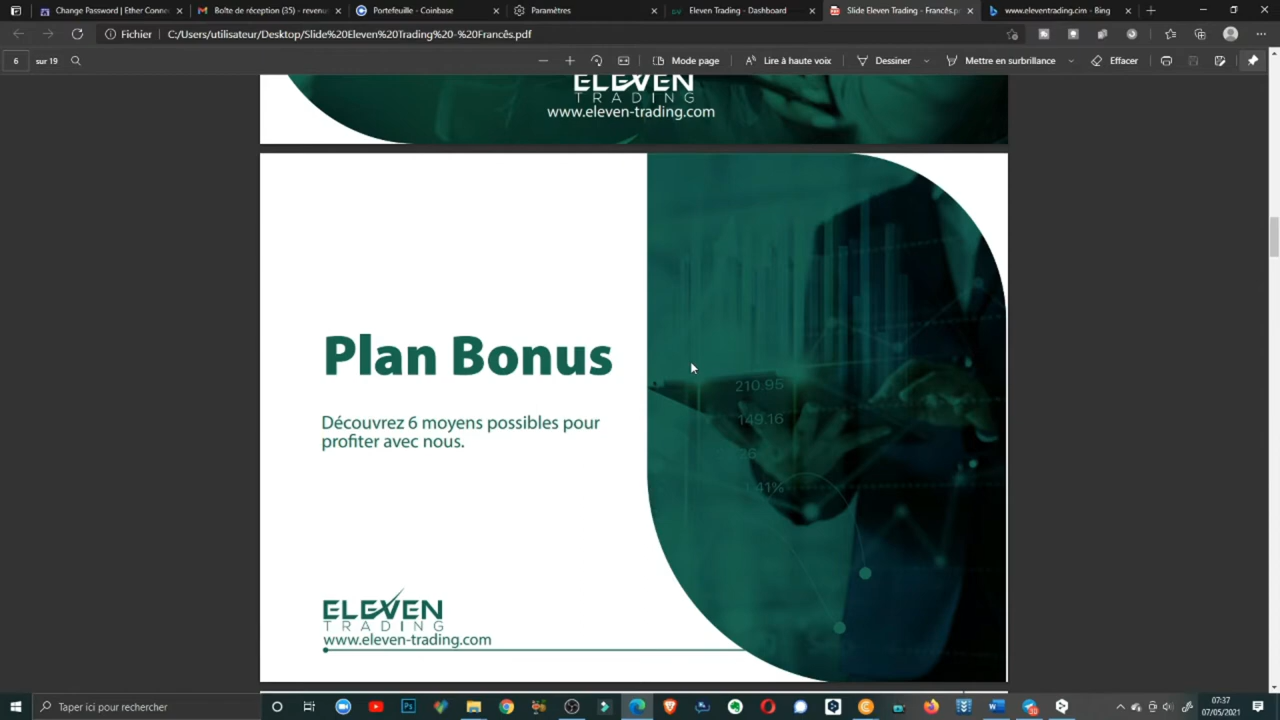 Change Password | Ether Connec
Boîte de réception (35) - revenu
Portefeuille - Coinbase
Paramètres
Eleven Trading - Dashboard
Slide Eleven Trading - Francês.p
www.eleventrading.cim - Bing
Fichier
C:/Users/utilisateur/Desktop/Slide%20Eleven%20Trading%20-%20Francês.pdf
6
sur 19
Mode page
Lire à haute voix
Dessiner
Mettre en surbrillance
Effacer
ELEVEN
TRADING
www.eleven-trading.com
Plan Bonus
Découvrez 6 moyens possibles pour
profiter avec nous.
210.95
149.16
ELEVEN
TRADING
www.eleven-trading.com
Taper ici pour rechercher
07:37
07/05/2021